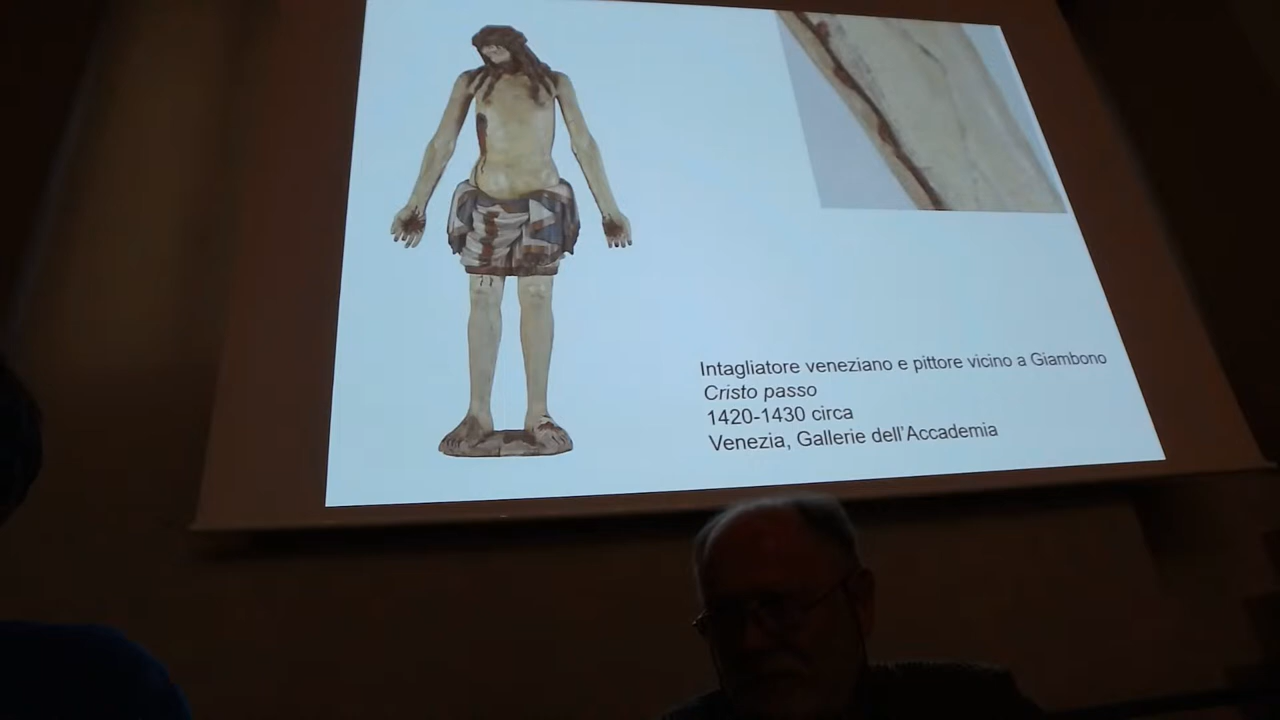 Intagliatore veneziano e pittore vicino a Giambono
Cristo passo
1420-1430 circa
Venezia, Gallerie dell'Accademia